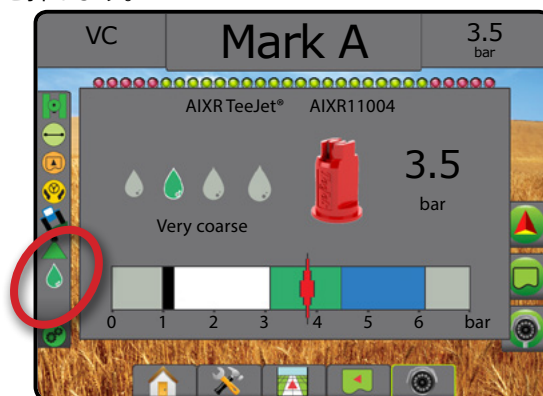 VC
Mark A
3.5
bar
AIXR TeeJet® AIXR11004
3.5
bar
Very coarse
0 1 2 3 4 5 6 bar